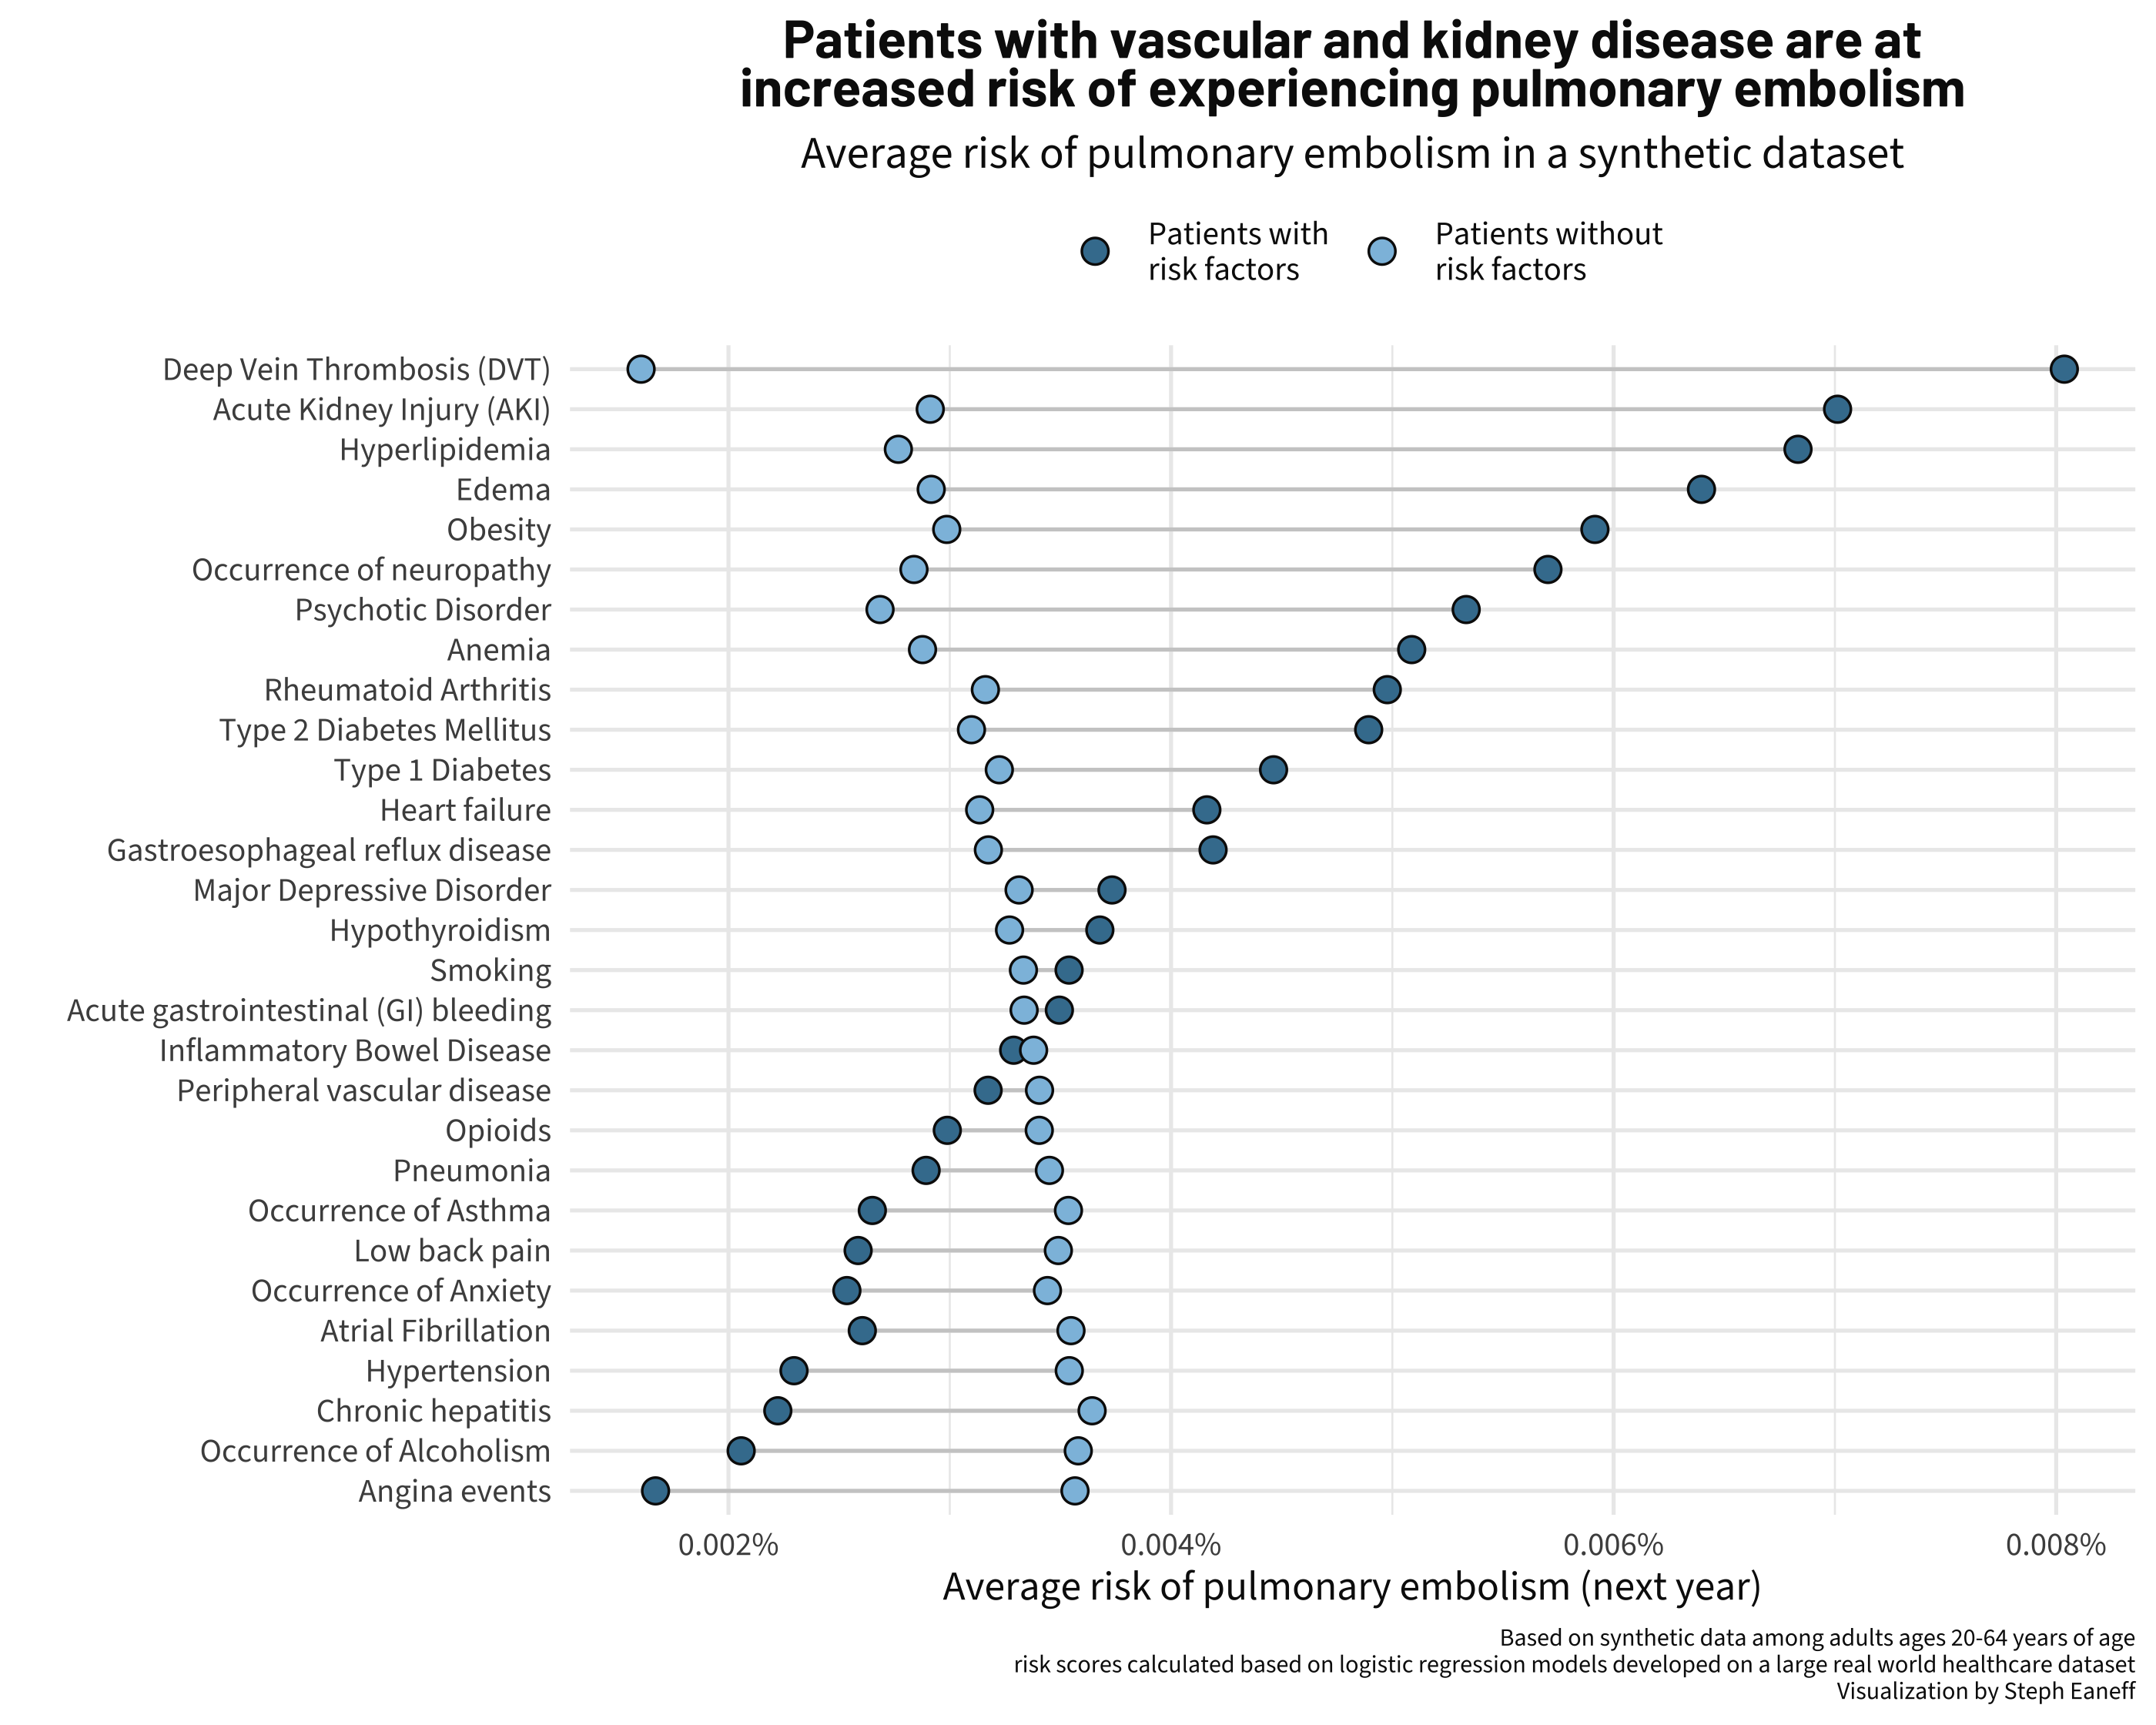 Patients with vascular and kidney disease are at
increased risk of experiencing pulmonary embolism
Average risk of pulmonary embolism in a synthetic dataset
Patients with
risk factors
Patients without
risk factors
Deep Vein Thrombosis (DVT)
Acute Kidney Injury (AKI)
Hyperlipidemia
Edema
Obesity
Occurrence of neuropathy
Psychotic Disorder
Anemia
Rheumatoid Arthritis
Type 2 Diabetes Mellitus
Type 1 Diabetes
Heart failure
Gastroesophageal reflux disease
Major Depressive Disorder
Hypothyroidism
Smoking
Acute gastrointestinal (GI) bleeding
Inflammatory Bowel Disease
Peripheral vascular disease
Opioids
Pneumonia
Occurrence of Asthma
Low back pain
Occurrence of Anxiety
Atrial Fibrillation
Hypertension
Chronic hepatitis
Occurrence of Alcoholism
Angina events
0.002% 0.004% 0.006% 0.008%
Average risk of pulmonary embolism (next year)
Based on synthetic data among adults ages 20-64 years of age
risk scores calculated based on logistic regression models developed on a large real world healthcare dataset
Visualization by Steph Eaneff